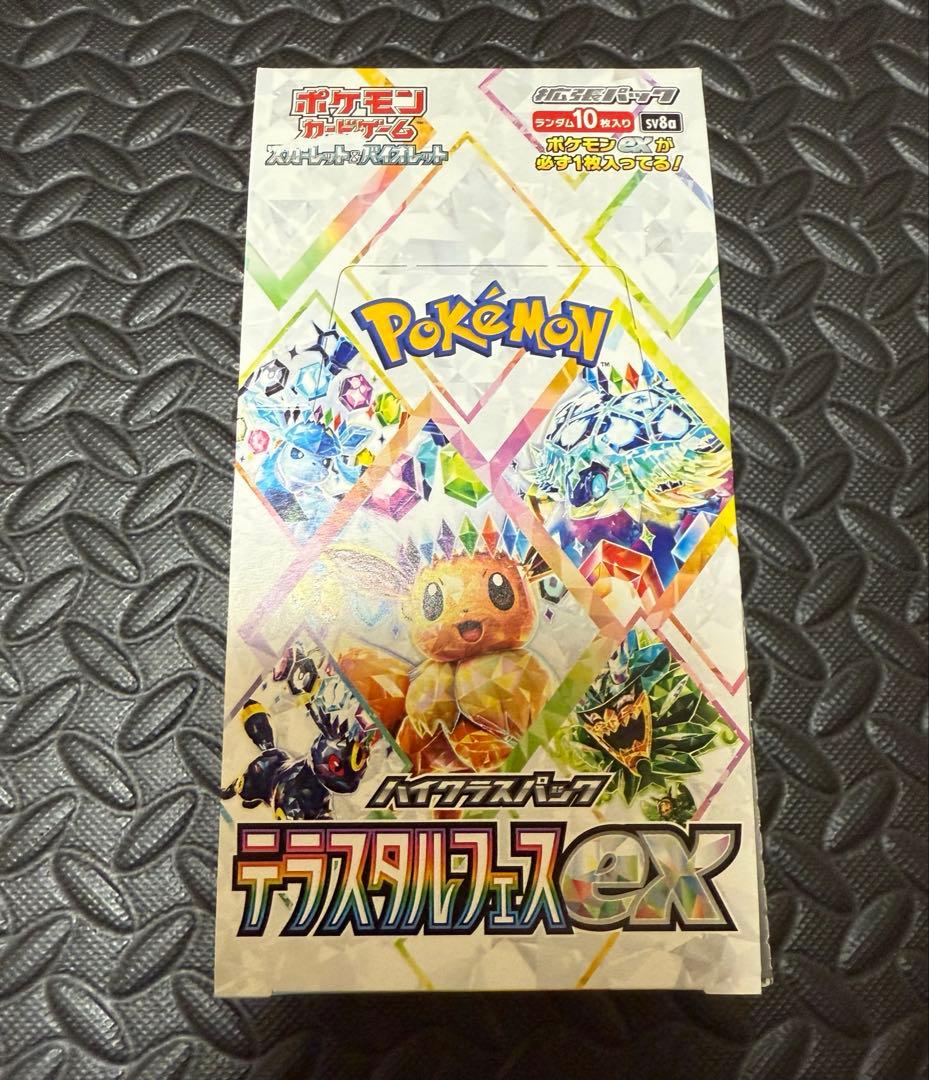 ポケモン
カードゲーム
スカーレット&バイオレット
拡張パック
ランダム10枚入り
SV8a
ポケモンexが
必ず1枚入ってる!
POKéMON
TM
ハイクラスパック
テラスタル・フェスex